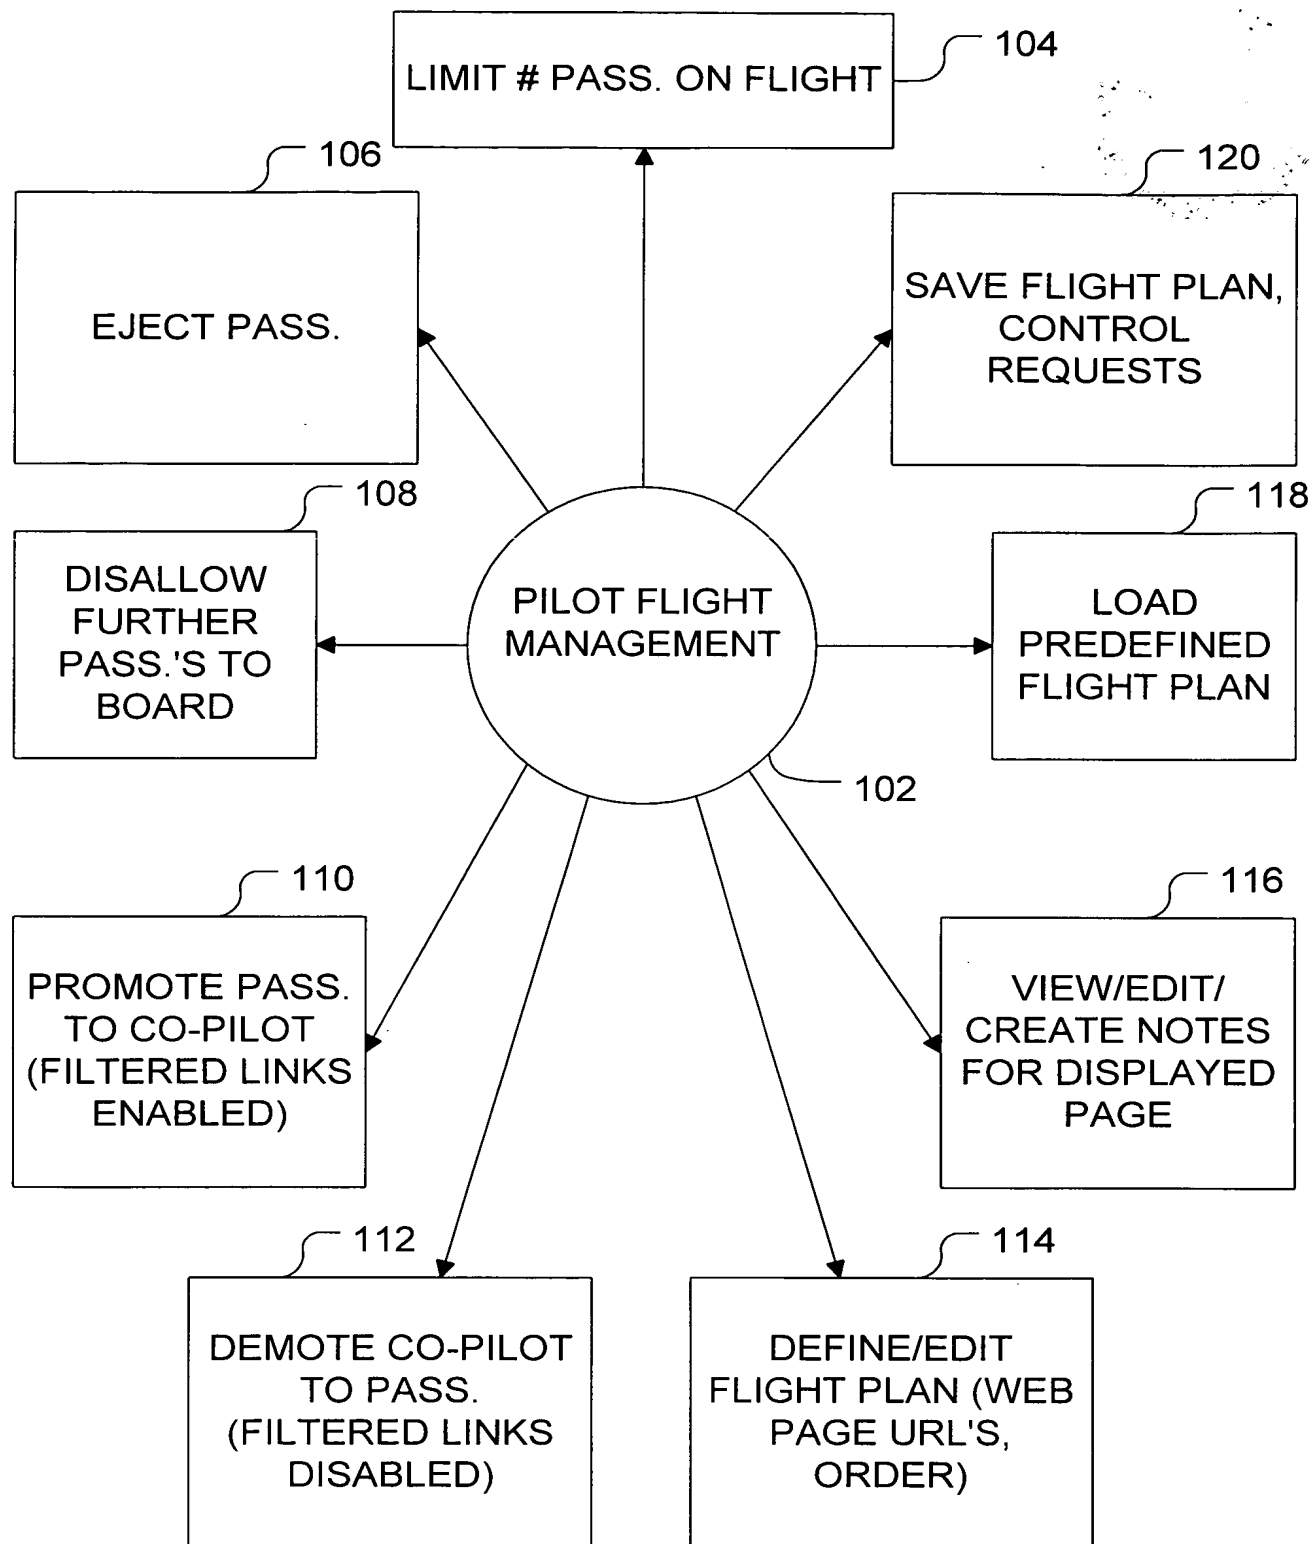 104
LIMIT # PASS. ON FLIGHT
106
EJECT PASS.
120
SAVE FLIGHT PLAN,
CONTROL
REQUESTS
108
DISALLOW
FURTHER
PASS.'S TO
BOARD
PILOT FLIGHT
MANAGEMENT
102
118
LOAD
PREDEFINED
FLIGHT PLAN
110
PROMOTE PASS.
TO CO-PILOT
(FILTERED LINKS
ENABLED)
116
VIEW/EDIT/
CREATE NOTES
FOR DISPLAYED
PAGE
112
DEMOTE CO-PILOT
TO PASS.
(FILTERED LINKS
DISABLED)
114
DEFINE/EDIT
FLIGHT PLAN (WEB
PAGE URL'S,
ORDER)